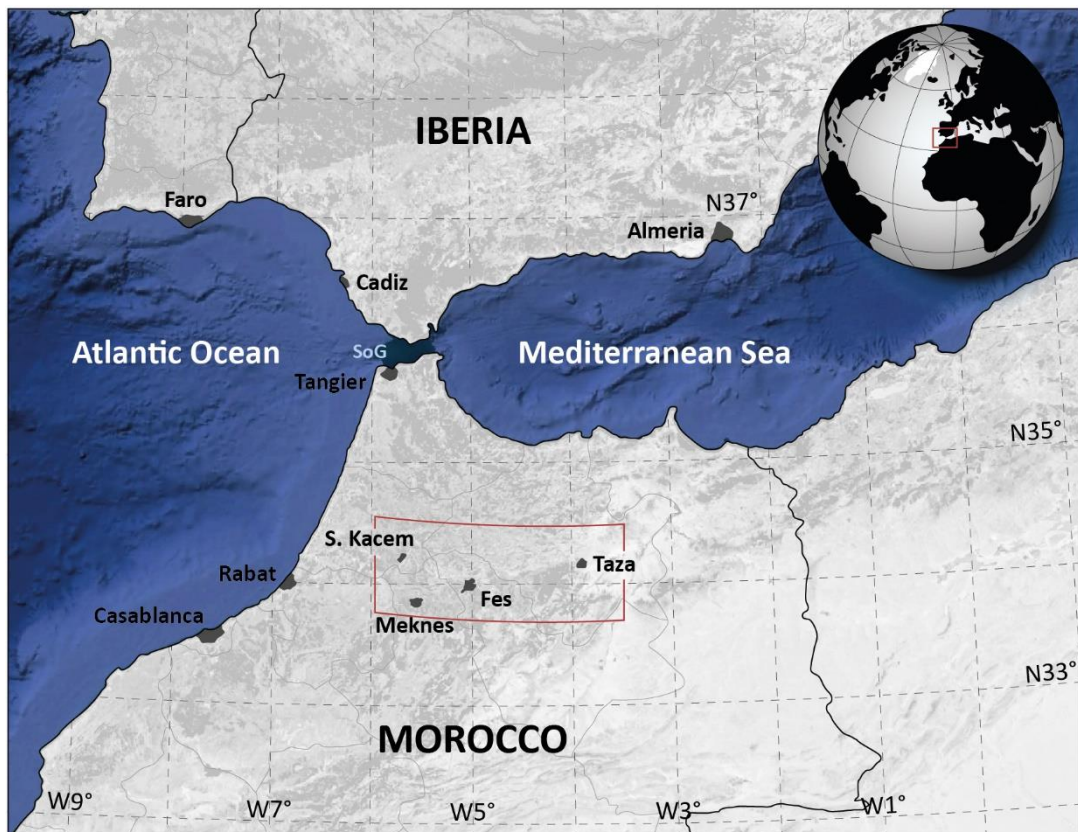 IBERIA
Faro
N37°
Almeria
Cadiz
Atlantic Ocean
SoG
Mediterranean Sea
Tangier
N35°
S. Kacem
Taza
Rabat
Fes
Casablanca
Meknes
N33°
MOROCCO
W9°
W7°
W5°
W3°
W1°